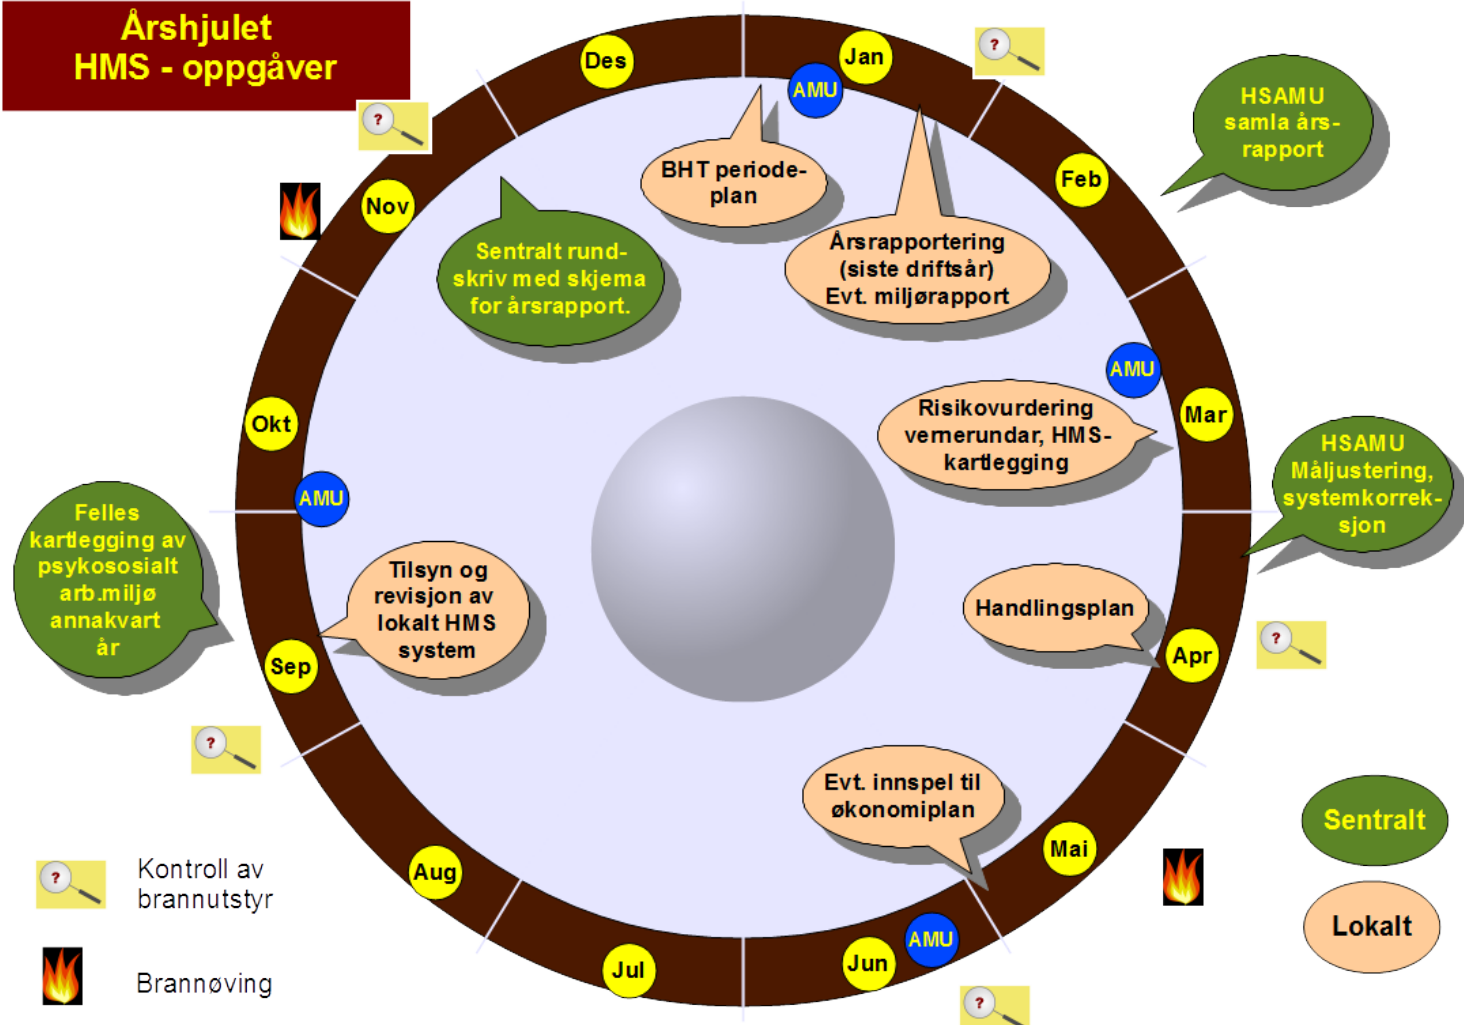 Årshjulet
HMS - oppgåver
Des
Jan
?
AMU
HSAMU
samla års-
rapport
?
BHT periode-
plan
Feb
Nov
Sentralt rund-
skriv med skjema
for årsrapport.
Årsrapportering
(siste driftsår)
Evt. miljørapport
AMU
Okt
Risikovurdering
vernerundar, HMS-
kartlegging
Mar
HSAMU
Måljustering,
systemkorrek-
sjon
AMU
Felles
kartlegging av
psykososialt
arb.miljø
annakvart
år
Tilsyn og
revisjon av
lokalt HMS
system
Handlingsplan
?
Sep
Apr
?
Evt. innspel til
økonomiplan
Sentralt
Mai
?
Kontroll av
brannutstyr
Aug
Lokalt
AMU
Jul
Jun
Brannøving
?